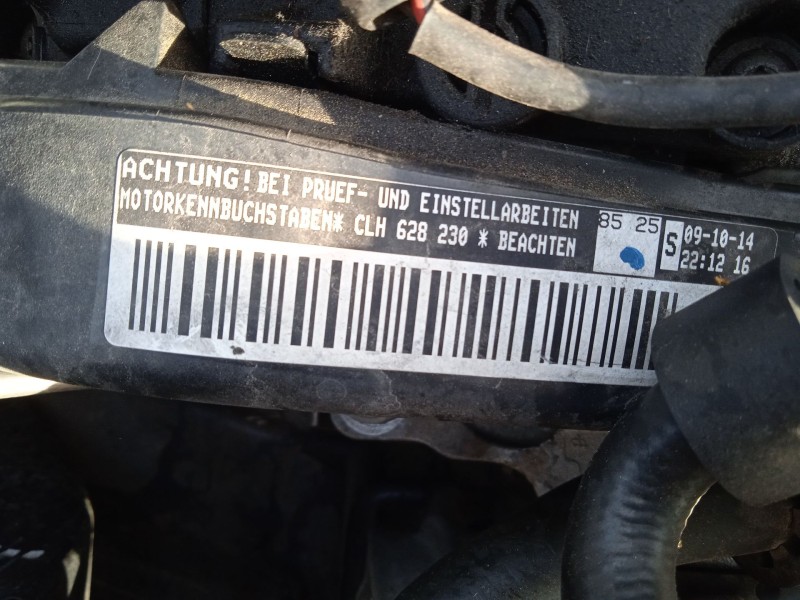 ACHTUNG! BEI PRUEF- UND EINSTELLARBEITEN
MOTORKENNBUCHSTABEN* CLH 628 230 * BEACHTEN
85 25
S
09-10-14
22:12 16